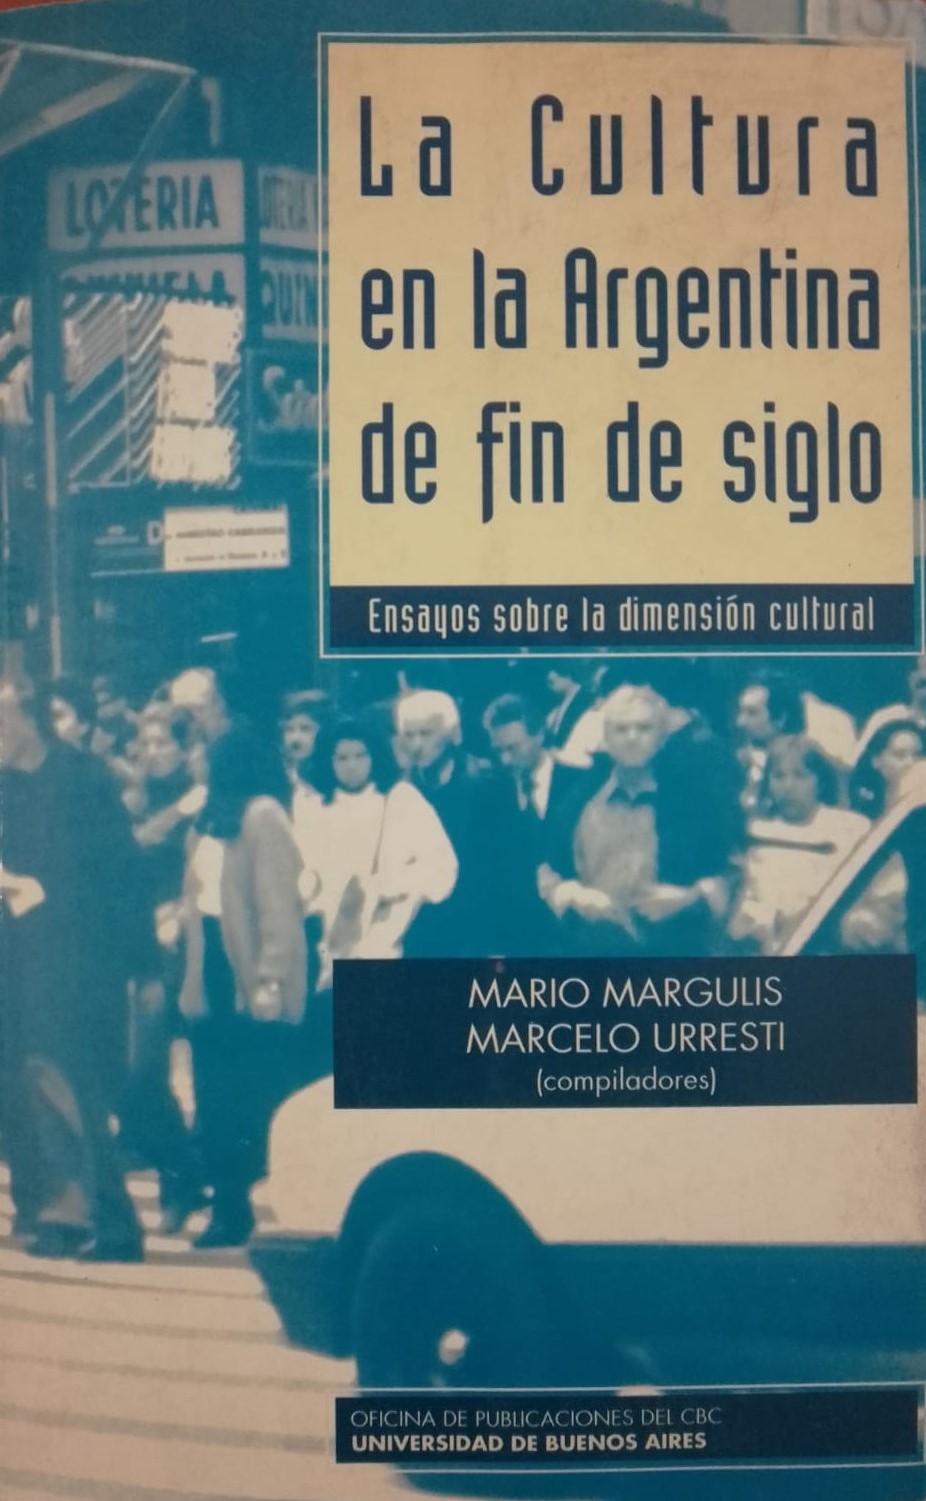 La Cultura
en la Argentina
de fin de siglo
Ensayos sobre la dimensión cultural
LOTERIA
MARIO MARGULIS
MARCELO URRESTI
(compiladores)
OFICINA DE PUBLICACIONES DEL CBC
UNIVERSIDAD DE BUENOS AIRES